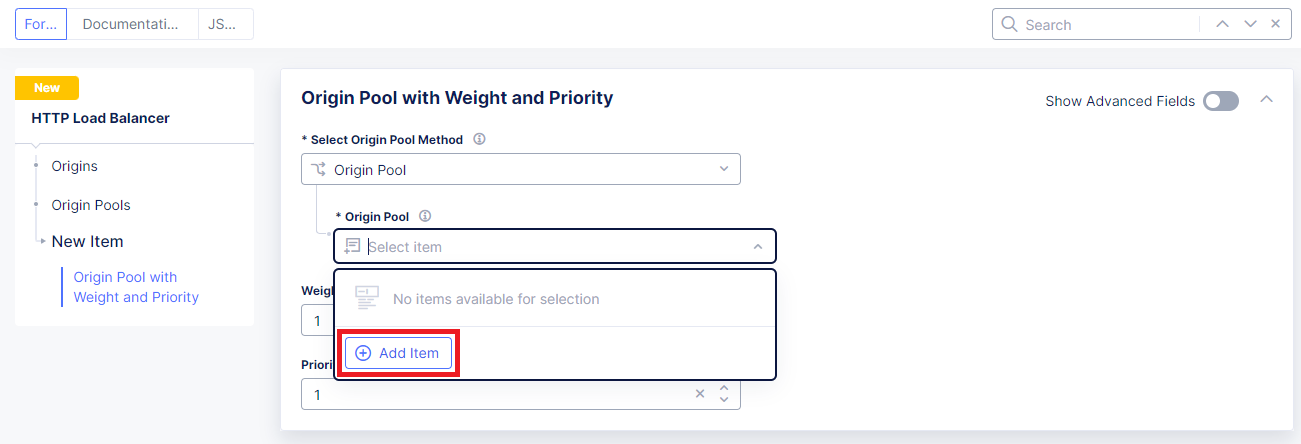 For...
Documentati...
JS...
Search
New
HTTP Load Balancer
Origins
Origin Pools
New Item
Origin Pool with
Weight and Priority
Origin Pool with Weight and Priority
Show Advanced Fields
* Select Origin Pool Method
Origin Pool
* Origin Pool
Select item
No items available for selection
Weigh
1
Add Item
Priori
1